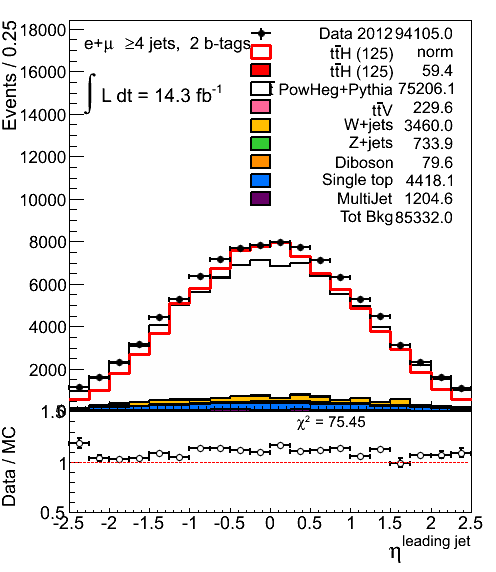 e+μ ≥4 jets, 2 b-tags
∫ L dt = 14.3 fb⁻¹
Data 2012 94105.0
tt̄H (125) norm
tt̄H (125) 59.4
PowHeg+Pythia 75206.1
tt̄V 229.6
W+jets 3460.0
Z+jets 733.9
Diboson 79.6
Single top 4418.1
MultiJet 1204.6
Tot Bkg 85332.0
Events / 0.25
18000
16000
14000
12000
10000
8000
6000
4000
2000
χ² = 75.45
Data / MC
1.5
1
0.5
-2.5 -2 -1.5 -1 -0.5 0 0.5 1 1.5 2 2.5
η leading jet